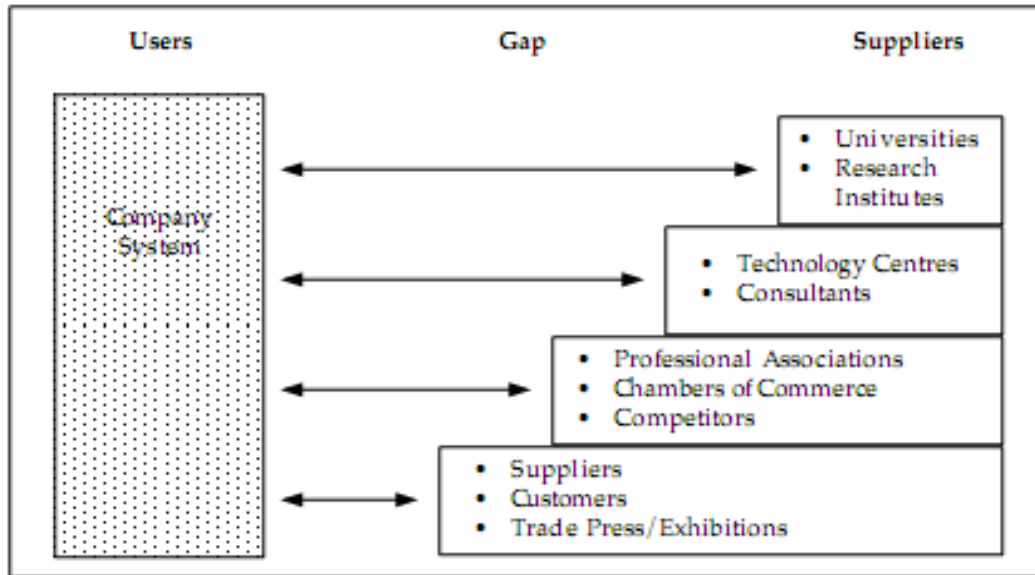 Users Gap Suppliers
Company
System
• Universities
• Research
Institutes
• Technology Centres
• Consultants
• Professional Associations
• Chambers of Commerce
• Competitors
• Suppliers
• Customers
• Trade Press/Exhibitions